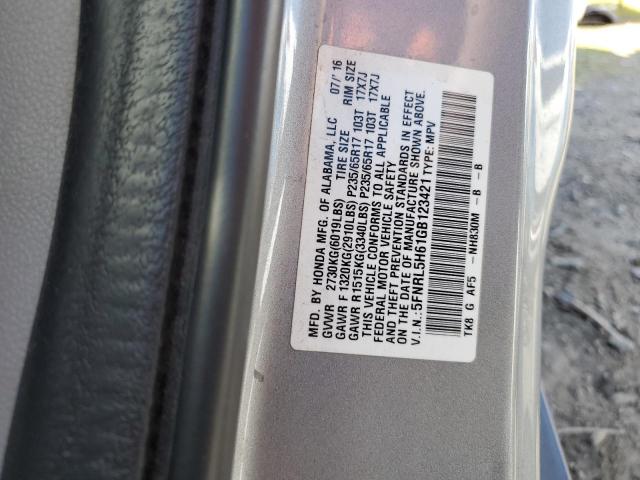 MFD. BY HONDA MFG. OF ALABAMA, LLC 07/'16
GVWR 2730KG(6019LBS) TIRE SIZE RIM SIZE
GAWR F 1320KG(2910LBS) P235/65R17 103T 17X7J
GAWR R1515KG(3340LBS) P235/65R17 103T 17X7J
THIS VEHICLE CONFORMS TO ALL APPLICABLE
FEDERAL MOTOR VEHICLE SAFETY
AND THEFT PREVENTION STANDARDS IN EFFECT
ON THE DATE OF MANUFACTURE SHOWN ABOVE.
V.I.N.:5FNRL5H61GB123421 TYPE: MPV
TK8 G AF5 -NH830M - B - B